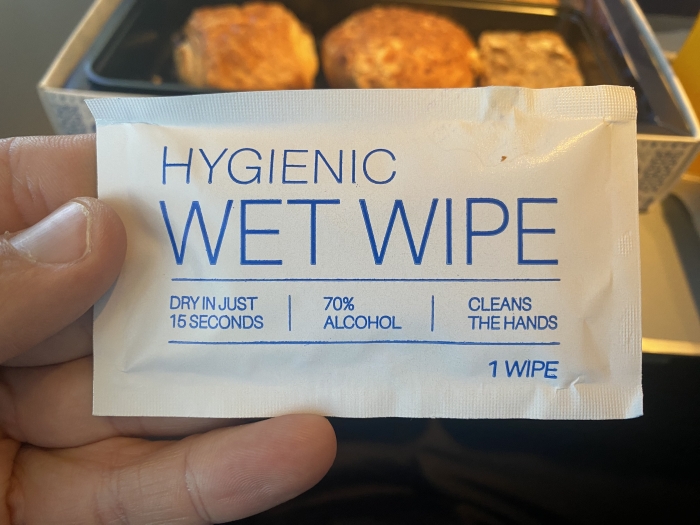 HYGIENIC
WET WIPE
DRY IN JUST
15 SECONDS
70%
ALCOHOL
CLEANS
THE HANDS
1 WIPE